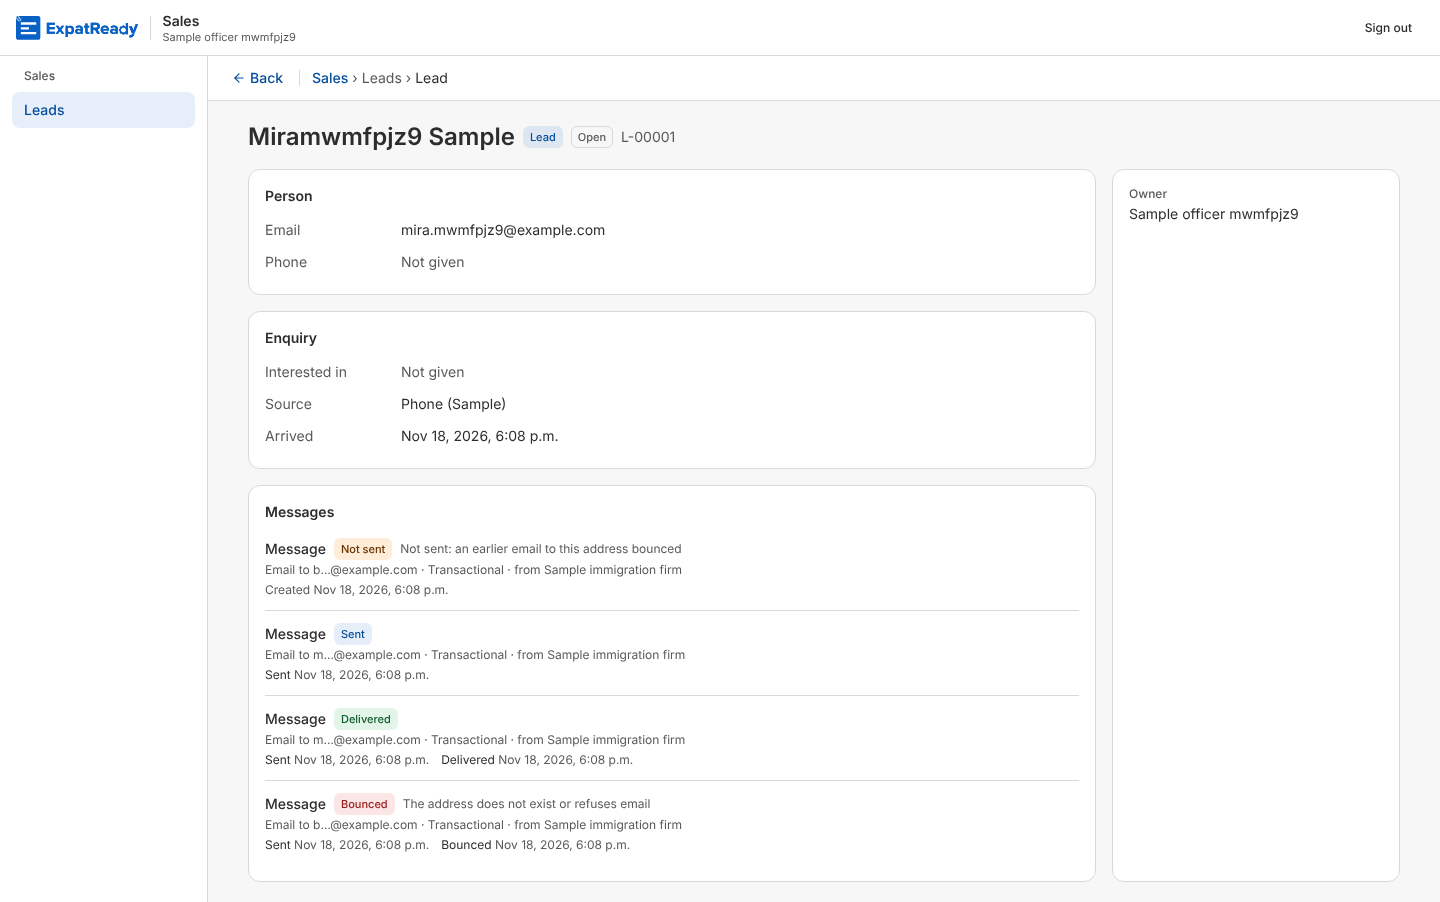 ExpatReady
Sales
Sample officer mwmfpjz9
Sign out
Sales
Leads
← Back
Sales › Leads › Lead
Miramwmfpjz9 Sample Lead Open L-00001
Person
Email mira.mwmfpjz9@example.com
Phone Not given
Enquiry
Interested in Not given
Source Phone (Sample)
Arrived Nov 18, 2026, 6:08 p.m.
Messages
Message Not sent Not sent: an earlier email to this address bounced
Email to b…@example.com · Transactional · from Sample immigration firm
Created Nov 18, 2026, 6:08 p.m.
Message Sent
Email to m…@example.com · Transactional · from Sample immigration firm
Sent Nov 18, 2026, 6:08 p.m.
Message Delivered
Email to m…@example.com · Transactional · from Sample immigration firm
Sent Nov 18, 2026, 6:08 p.m. Delivered Nov 18, 2026, 6:08 p.m.
Message Bounced The address does not exist or refuses email
Email to b…@example.com · Transactional · from Sample immigration firm
Sent Nov 18, 2026, 6:08 p.m. Bounced Nov 18, 2026, 6:08 p.m.
Owner
Sample officer mwmfpjz9